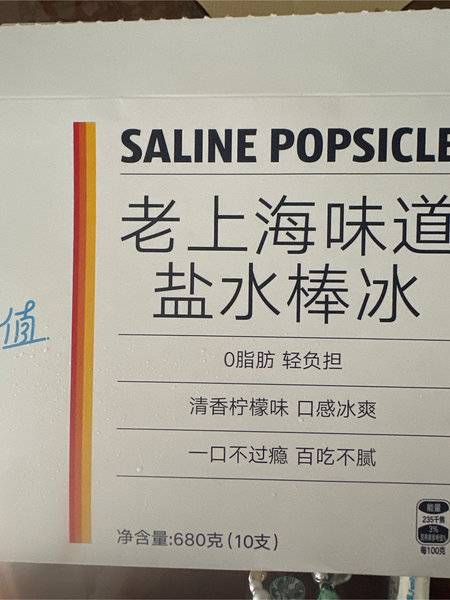 SALINE POPSICLE
老上海味道
盐水棒冰
值
0脂肪 轻负担
清香柠檬味 口感冰爽
一口不过瘾 百吃不腻
能量
235千焦
3%
每100克
净含量:680克(10支)